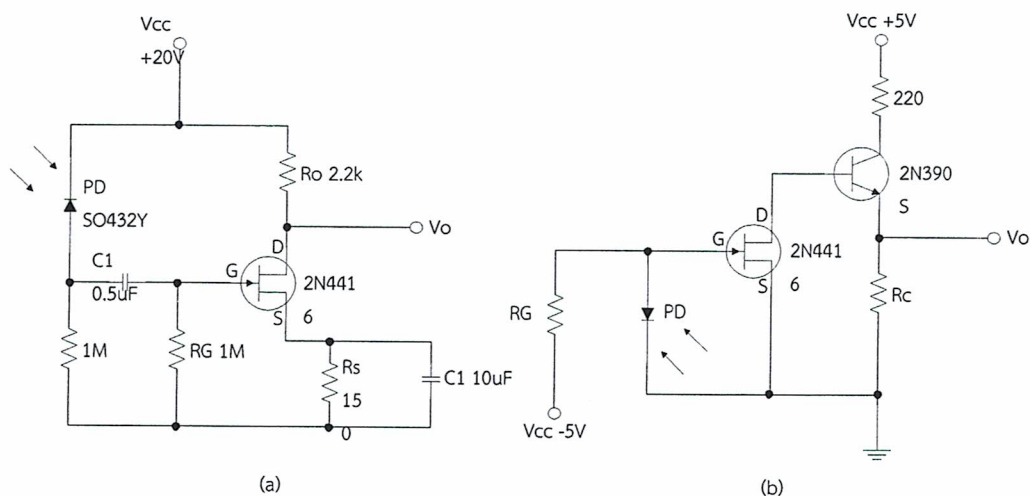 Vcc
+20V
PD
SO432Y
C1
0.5uF
1M
RG 1M
Ro 2.2k
Vo
D
G
S
2N441
6
Rs
15
0
C1 10uF
(a)
Vcc +5V
220
2N390
S
Vo
D
G
S
2N441
6
RG
PD
Rc
Vcc -5V
(b)